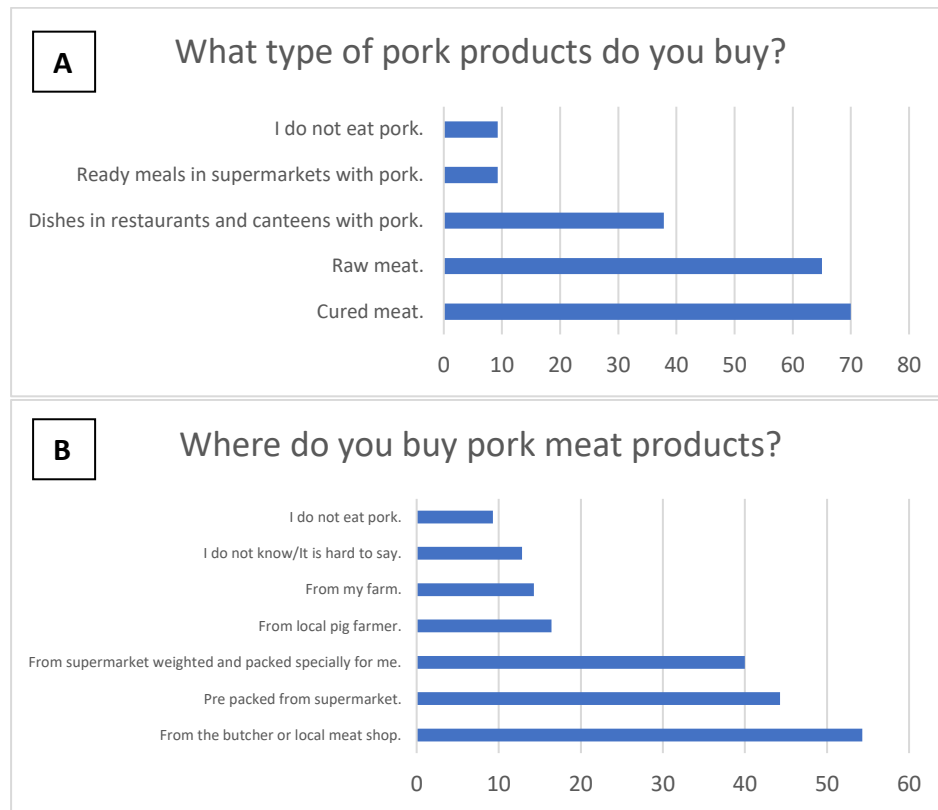 A
What type of pork products do you buy?
I do not eat pork.
Ready meals in supermarkets with pork.
Dishes in restaurants and canteens with pork.
Raw meat.
Cured meat.
0 10 20 30 40 50 60 70 80
B
Where do you buy pork meat products?
I do not eat pork.
I do not know/It is hard to say.
From my farm.
From local pig farmer.
From supermarket weighted and packed specially for me.
Pre packed from supermarket.
From the butcher or local meat shop.
0 10 20 30 40 50 60